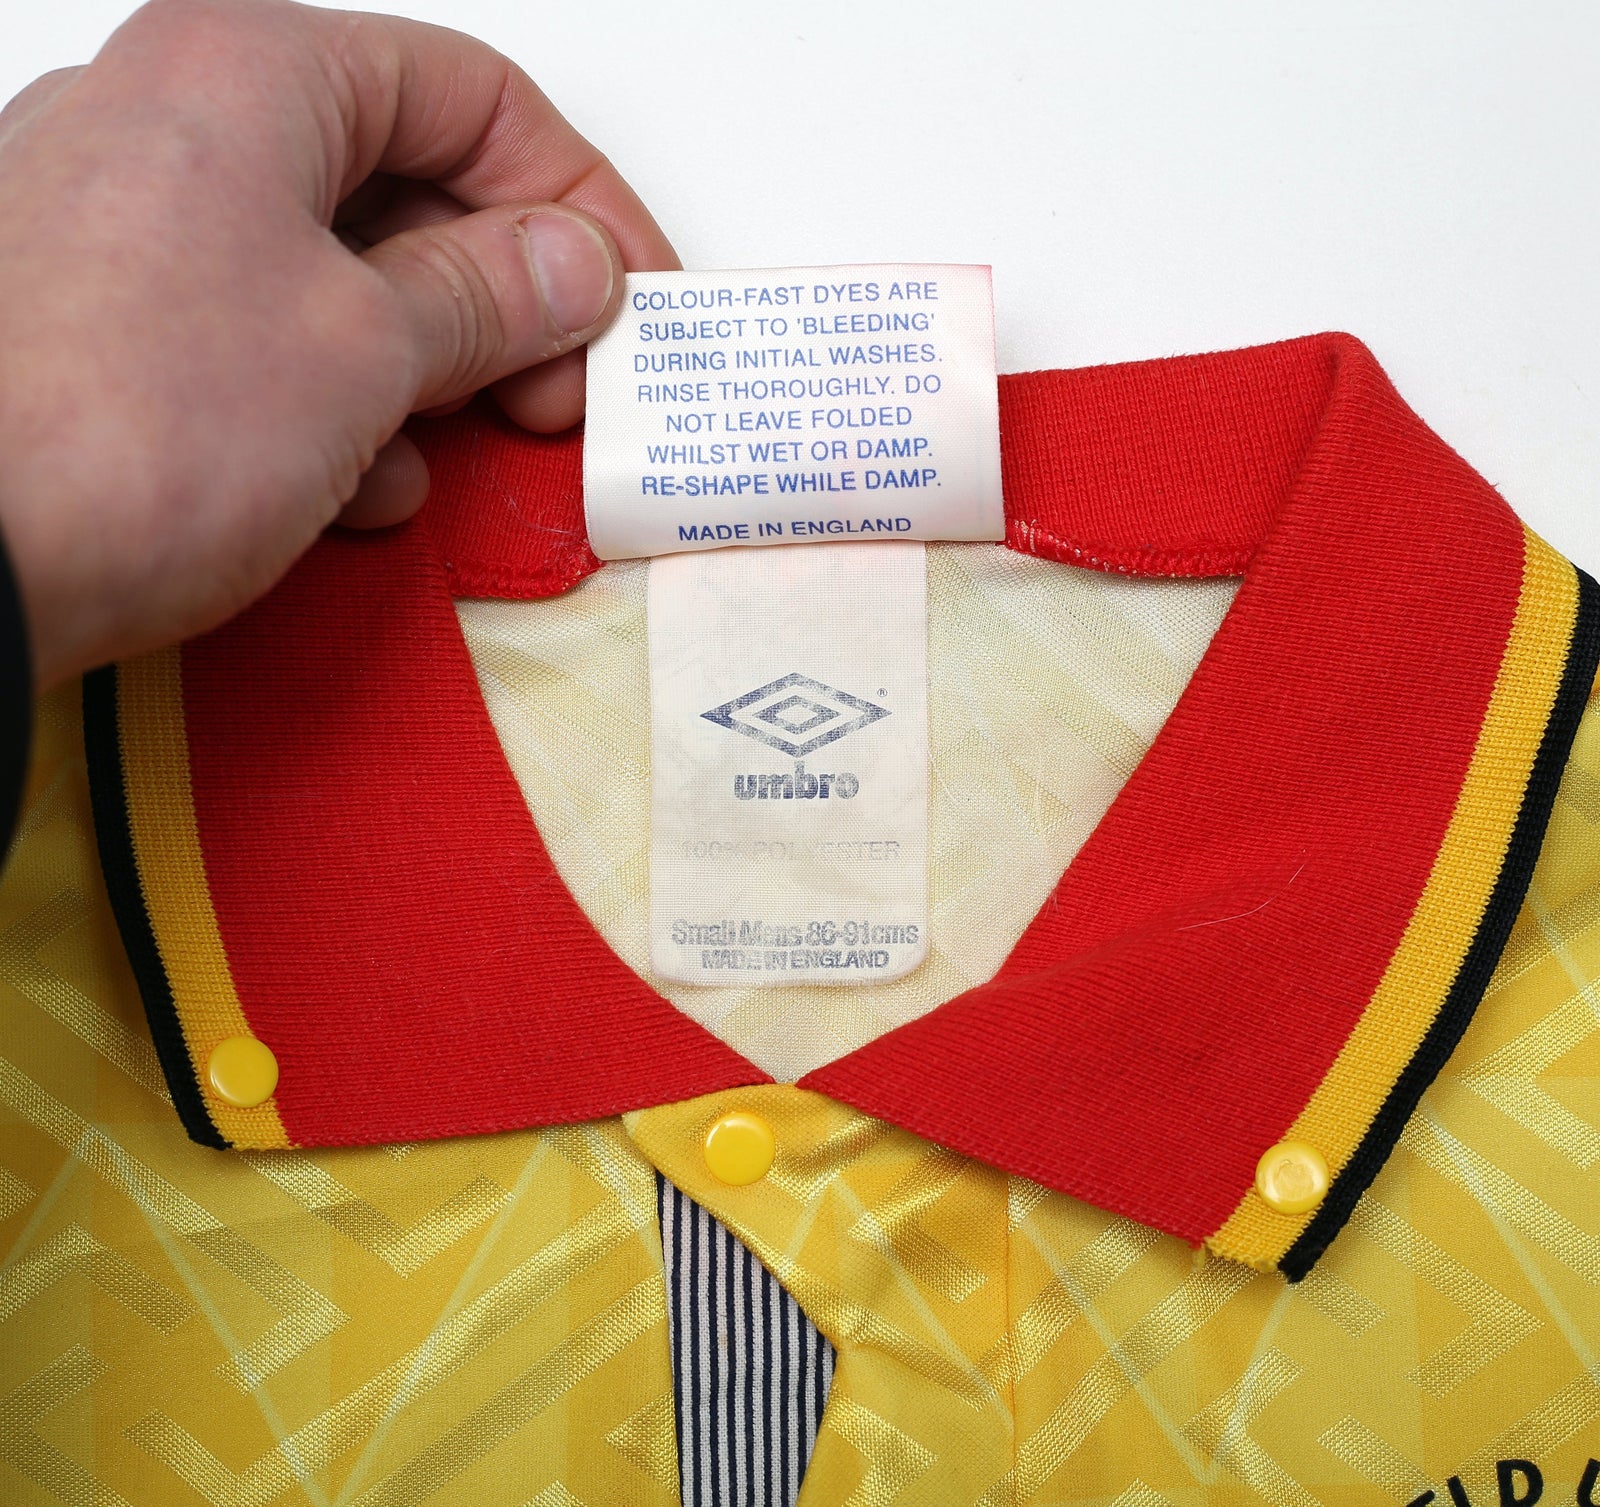 COLOUR-FAST DYES ARE
SUBJECT TO 'BLEEDING'
DURING INITIAL WASHES.
RINSE THOROUGHLY. DO
NOT LEAVE FOLDED
WHILST WET OR DAMP.
RE-SHAPE WHILE DAMP.
MADE IN ENGLAND
®
umbro
100% POLYESTER
Small Mens 86-91cms
MADE IN ENGLAND